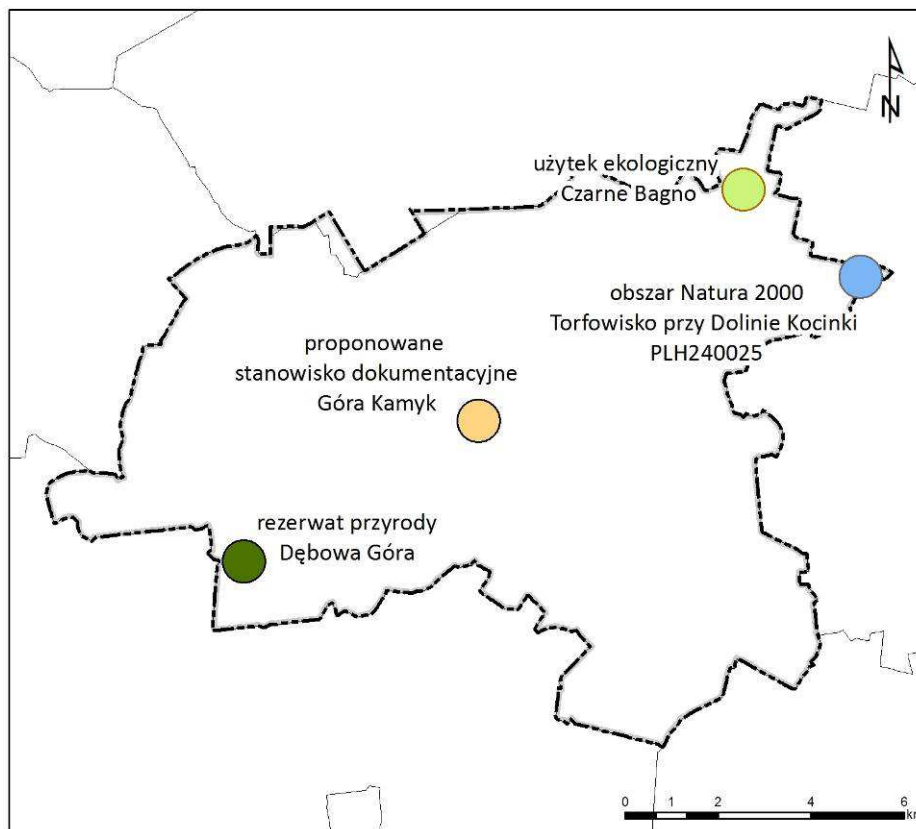 N
użytek ekologiczny
Czarne Bagno
obszar Natura 2000
Torfowisko przy Dolinie Kocinki
PLH240025
proponowane
stanowisko dokumentacyjne
Góra Kamyk
rezerwat przyrody
Dębowa Góra
0 1 2 4 6
km